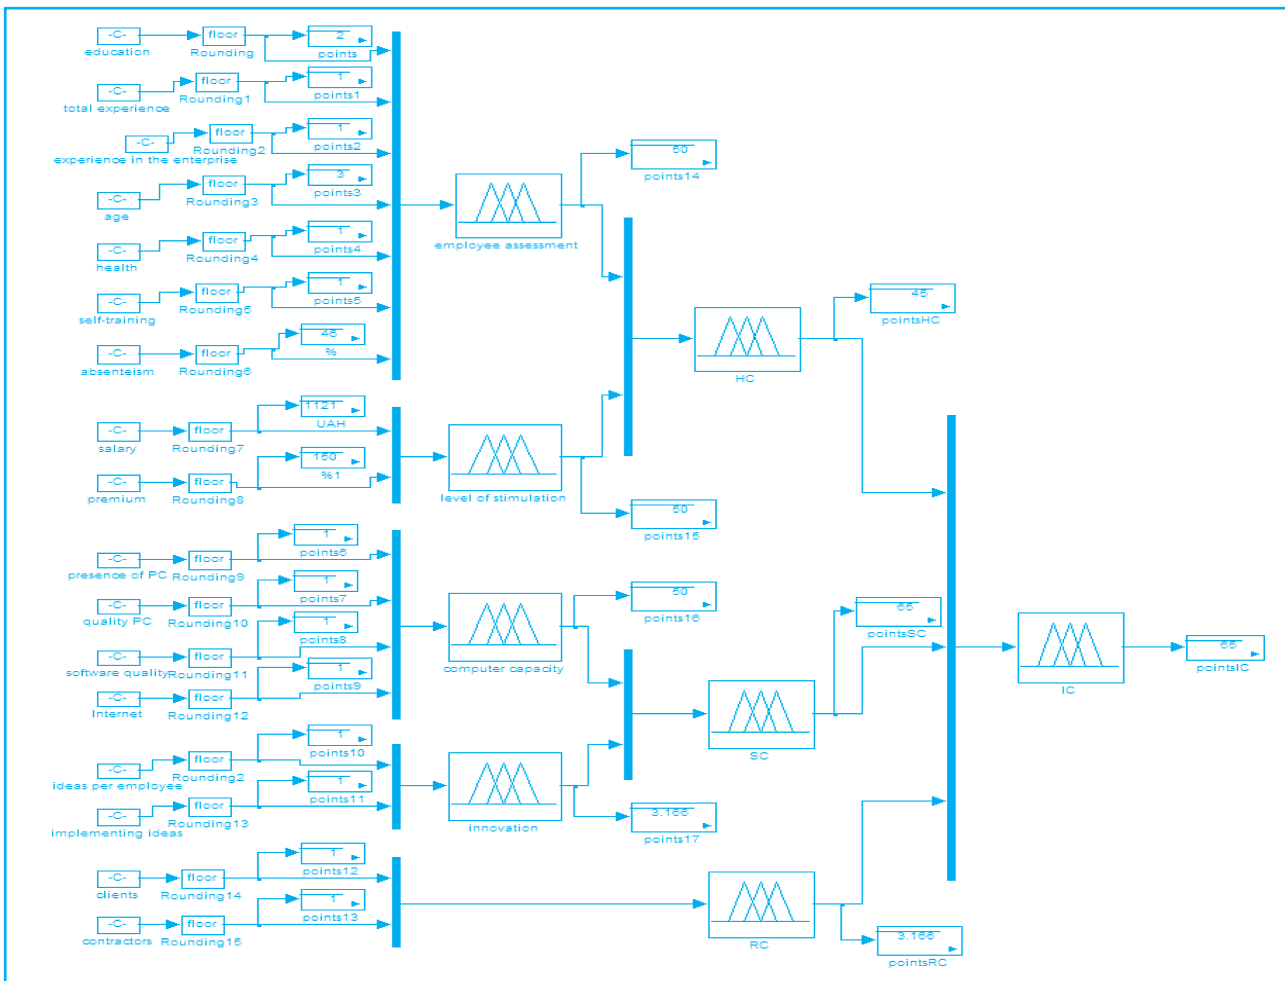 -C- floor 2
education Rounding points
-C- floor 1
total experience Rounding1 points1
-C- floor 1
experience in the enterprise Rounding2 points2
-C- floor 3
age Rounding3 points3
-C- floor 1
health Rounding4 points4
-C- floor 1
self-training Rounding5 points5
-C- floor 46
absenteism Rounding6 %
employee assessment
50
points14
-C- floor 1121
salary Rounding7 UAH
-C- floor 150
premium Rounding8 %1
level of stimulation
50
points15
HC
45
pointsHC
-C- floor 1
presence of PC Rounding9 points6
-C- floor 1
quality PC Rounding10 points7
-C- floor 1
software quality Rounding11 points8
-C- floor 1
Internet Rounding12 points9
computer capacity
50
points16
-C- floor 1
ideas per employee Rounding2 points10
-C- floor 1
implementing ideas Rounding13 points11
innovation
3.166
points17
SC
65
pointsSC
-C- floor 1
clients Rounding14 points12
-C- floor 1
contractors Rounding15 points13
RC
3.166
pointsRC
IC
65
pointsIC